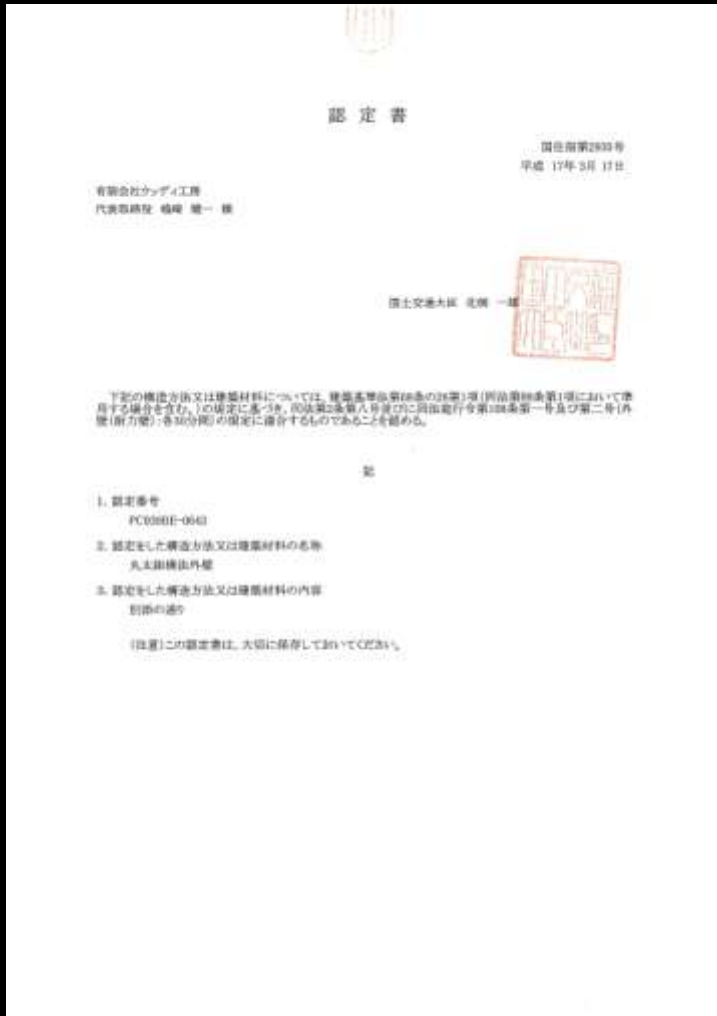 認定書
国住指第2933号
平成 17年 3月 17日
有限会社ウッディ工房
代表取締役 健一 様
国土交通大臣 北側 一雄
下記の構造方法又は建築材料については、建築基準法第68条の26第1項(同法第88条第1項において準
用する場合を含む。)の規定に基づき、同法第2条第八号並びに同法施行令第108条第一号及び第二号(外
壁(耐力壁):各30分間)の規定に適合するものであることを認める。
記
1. 認定番号
PC030BE-0643
2. 認定をした構造方法又は建築材料の名称
丸太組構法外壁
3. 認定をした構造方法又は建築材料の内容
別添の通り
(注意)この認定書は、大切に保存しておいてください。